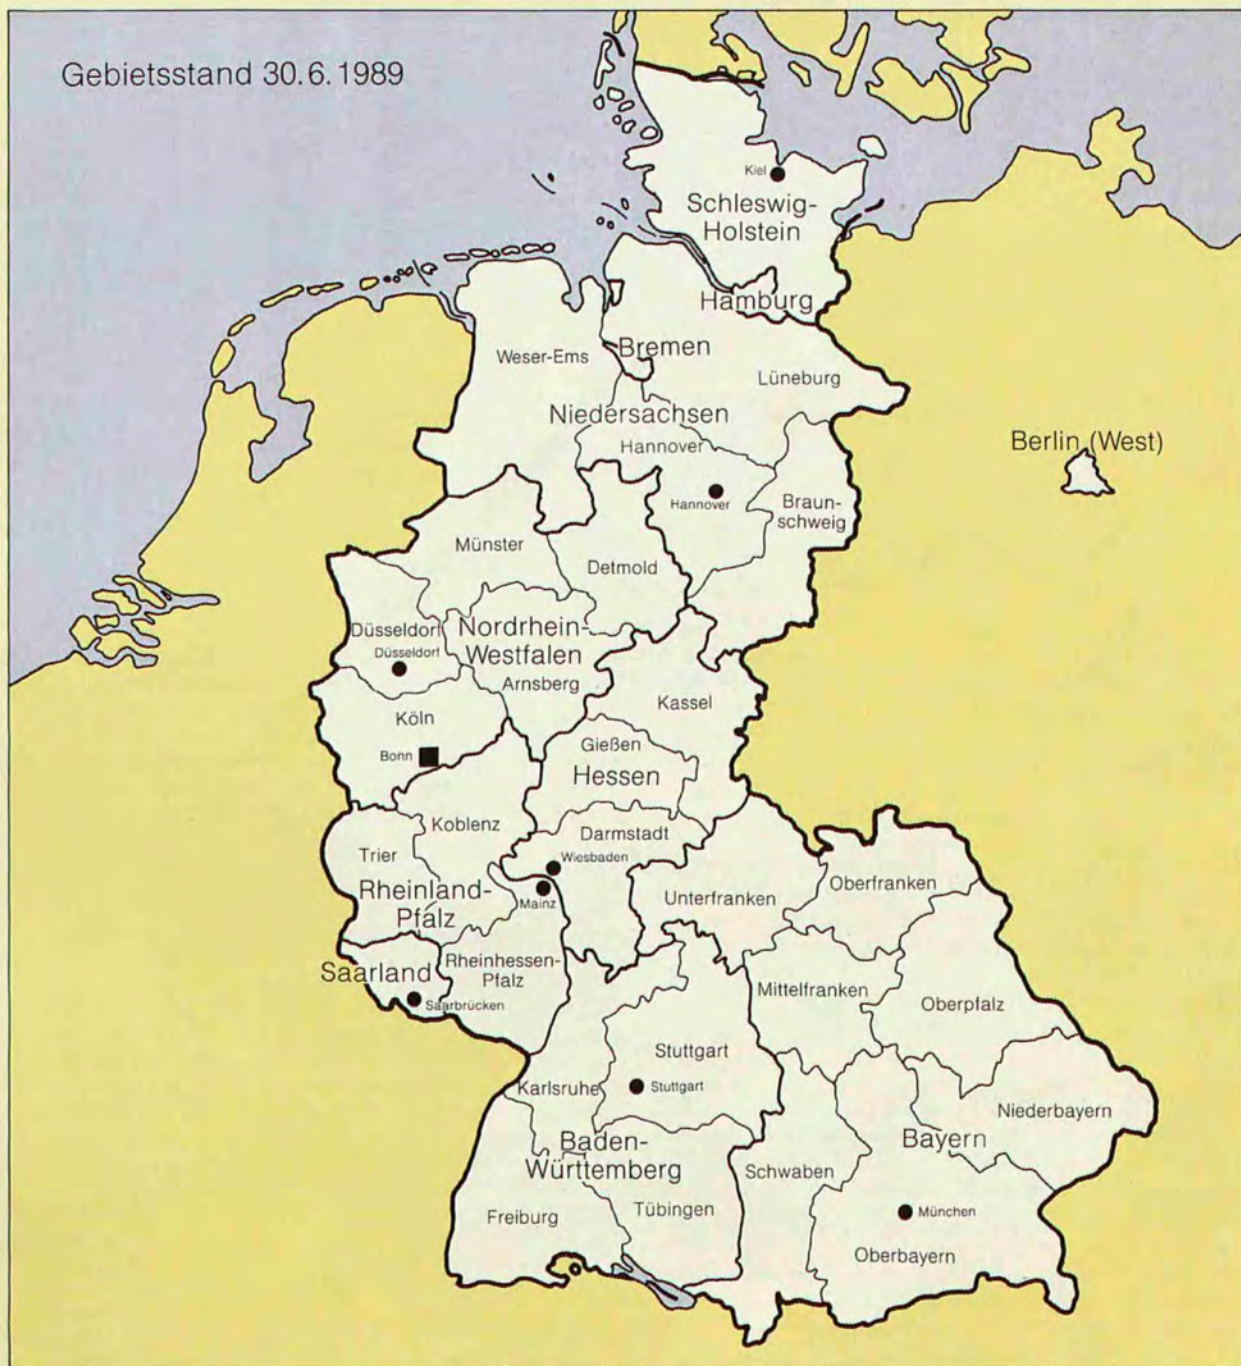 Gebietsstand 30.6.1989
Kiel
Schleswig-
Holstein
Hamburg
Bremen
Weser-Ems
Lüneburg
Niedersachsen
Hannover
Hannover
Braun-
schweig
Berlin (West)
Münster
Detmold
Düsseldorf
Düsseldorf
Nordrhein-
Westfalen
Arnsberg
Köln
Bonn
Kassel
Gießen
Hessen
Darmstadt
Wiesbaden
Koblenz
Trier
Rheinland-
Pfalz
Mainz
Rheinhessen-
Pfalz
Saarland
Saarbrücken
Unterfranken
Oberfranken
Mittelfranken
Oberpfalz
Stuttgart
Stuttgart
Karlsruhe
Baden-
Württemberg
Freiburg
Tübingen
Schwaben
Niederbayern
Bayern
München
Oberbayern